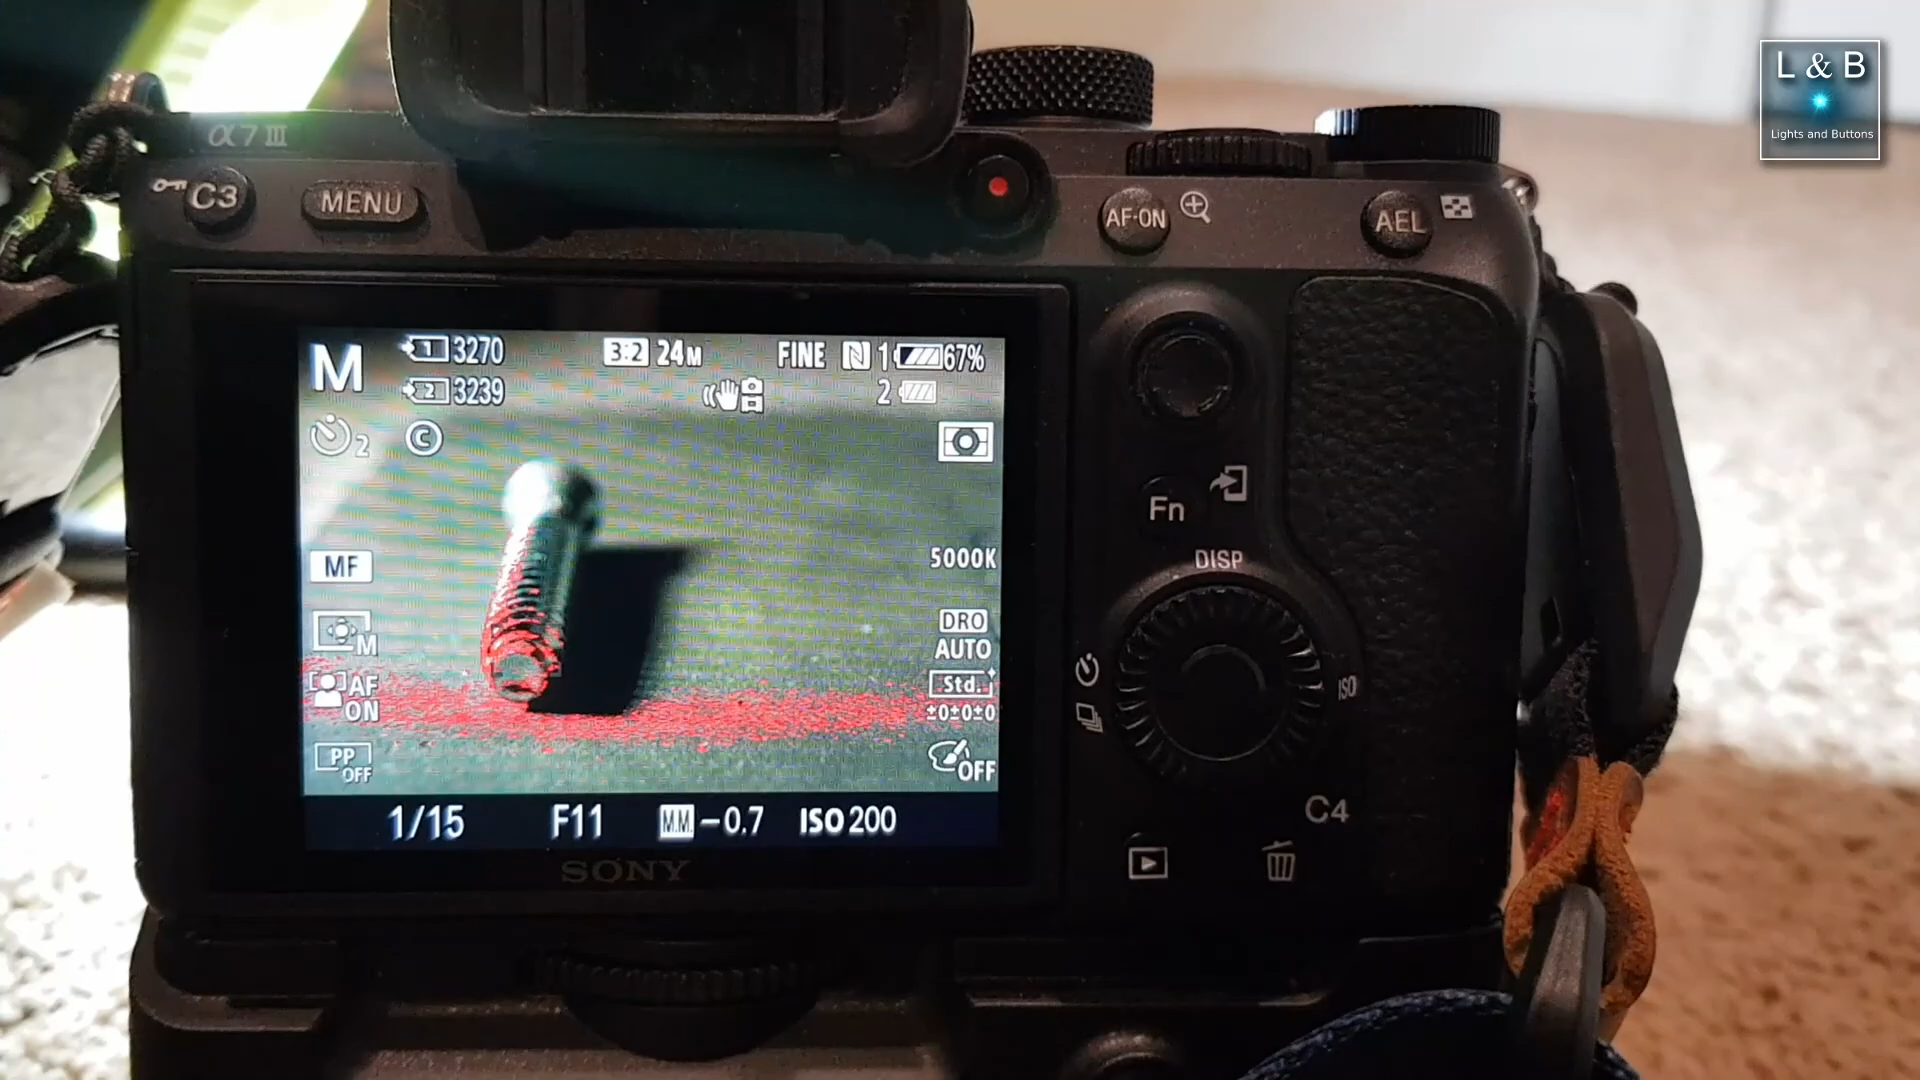 L & B
Lights and Buttons
α7III
C3
MENU
AF-ON
AEL
M
1 3270
3:2 24M
FINE N 1 67%
2 3239
2
2
C
MF
5000K
M
DRO
AUTO
AF
ON
Std.
±0±0±0
PP
OFF
OFF
1/15 F11 M.M. −0.7 ISO 200
SONY
Fn
DISP
ISO
C4